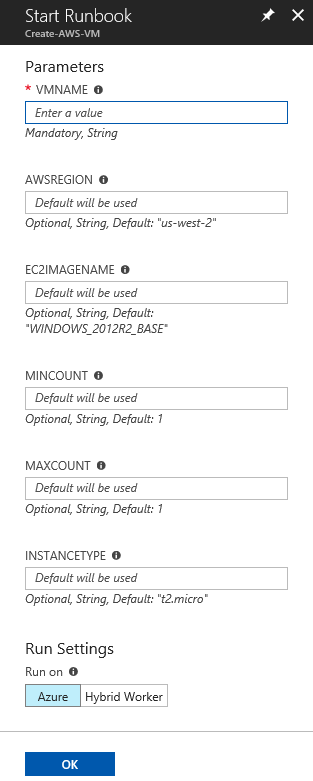 Start Runbook
Create-AWS-VM
Parameters
* VMNAME
Enter a value
Mandatory, String
AWSREGION
Default will be used
Optional, String, Default: "us-west-2"
EC2IMAGENAME
Default will be used
Optional, String, Default:
"WINDOWS_2012R2_BASE"
MINCOUNT
Default will be used
Optional, String, Default: 1
MAXCOUNT
Default will be used
Optional, String, Default: 1
INSTANCETYPE
Default will be used
Optional, String, Default: "t2.micro"
Run Settings
Run on
Azure Hybrid Worker
OK